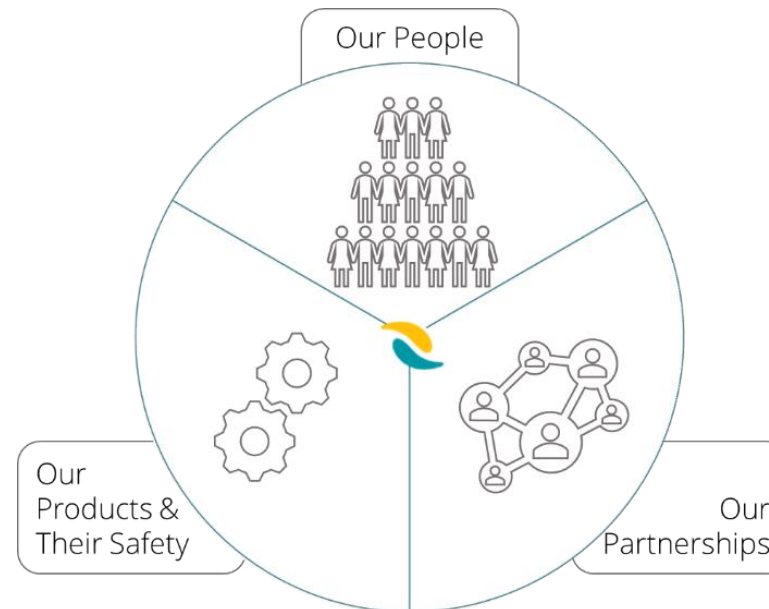 Our People
Our
Products &
Their Safety
Our
Partnerships